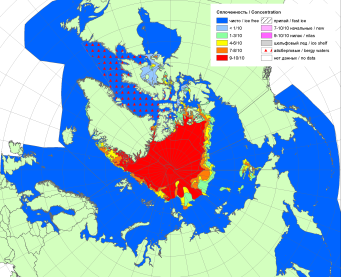 Сплоченность / Concentration
чисто / ice free
< 1/10
1-3/10
4-6/10
7-8/10
9-10/10
припай / fast ice
7-10/10 начальные / new
9-10/10 нилас / nilas
шельфовый лед / ice shelf
айсберговые / bergy waters
нет данных / no data